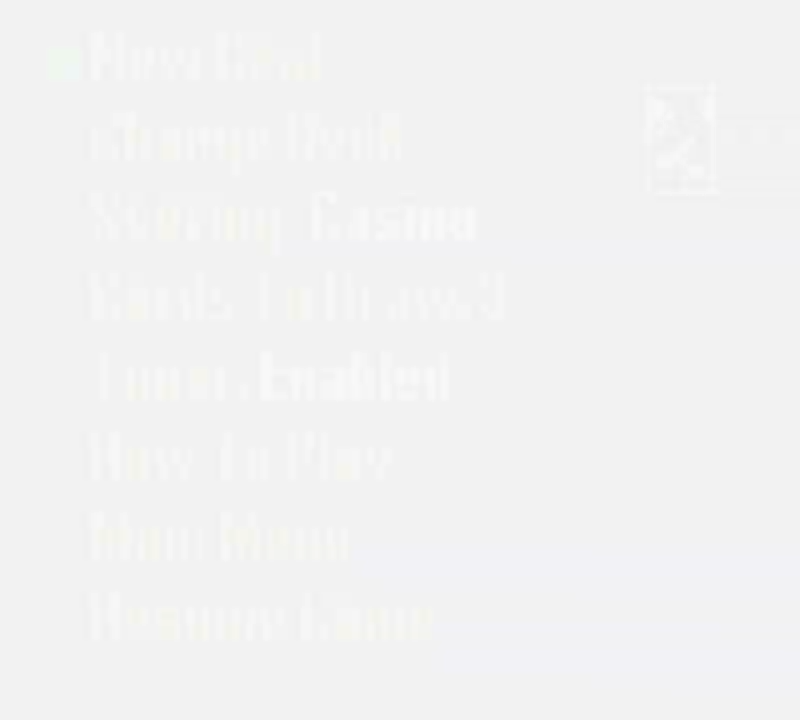 New Deal
Change Deck
Scoring: Casino
Cards To Draw: 3
Timer: Enabled
How To Play
Main Menu
Resume Game